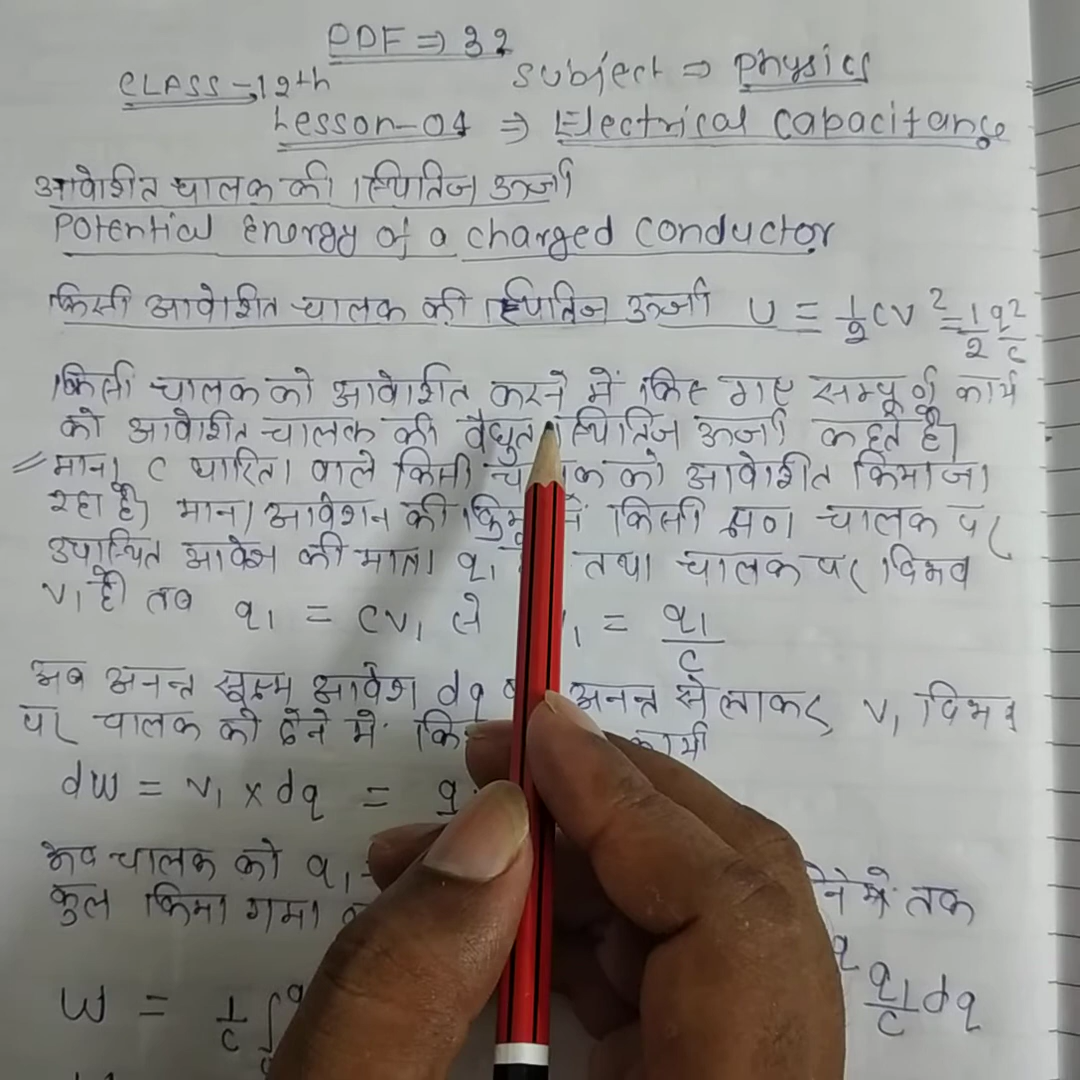 PDF ⇒ 32
CLASS-12th Subject ⇒ Physics
Lesson-04 ⇒ Electrical Capacitance
आवेशित चालक की स्थितिज ऊर्जा
Potential Energy of a charged conductor
किसी आवेशित चालक की स्थितिज ऊर्जा U = 1/2 CV² = 1/2 q²/C
किसी चालक को आवेशित करने में किए गए सम्पूर्ण कार्य
को आवेशित चालक की वैद्युत स्थितिज ऊर्जा कहते हैं।
माना C धारिता वाले किसी को आवेशित किया जा
रहा है। माना आवेशन की किसी क्षण चालक पर
उपस्थित आवेश की मात्रा q₁ तथा चालक पर विभव
V₁ है तब q₁ = CV₁ से = q₁/C
अब अनन्त सूक्ष्म आवेश dq अनन्त से लाकर V₁ विभव
पर चालक को देने में कार्य
dW = V₁ × dq =
अब चालक को q₁ देने में तक
कुल किया गया
W = 1/C ∫ q₁/C dq